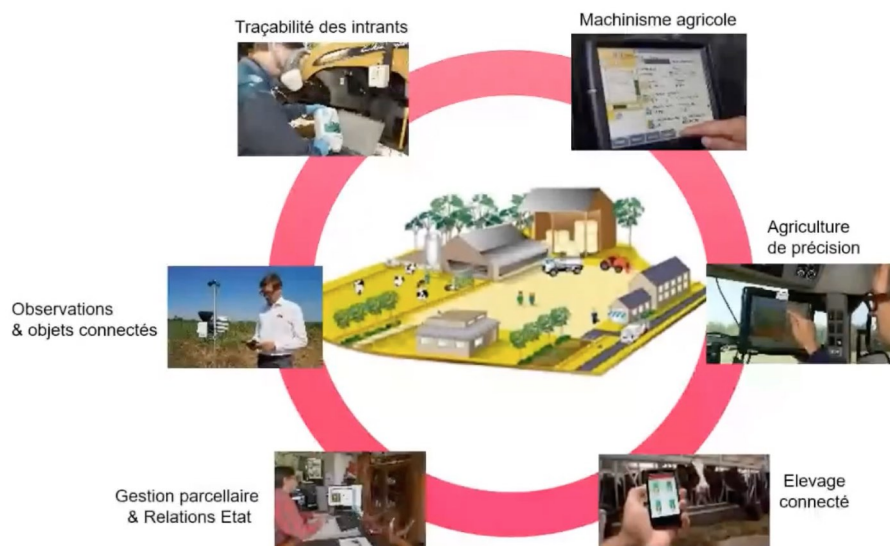 Traçabilité des intrants
Machinisme agricole
Agriculture
de précision
Observations
& objets connectés
Gestion parcellaire
& Relations Etat
Elevage
connecté